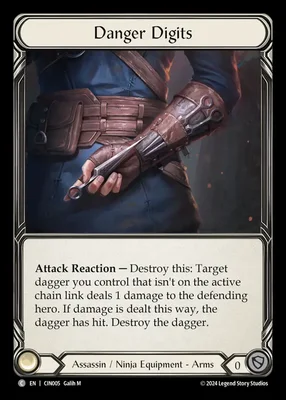 Danger Digits
Attack Reaction — Destroy this: Target
dagger you control that isn't on the active
chain link deals 1 damage to the defending
hero. If damage is dealt this way, the
dagger has hit. Destroy the dagger.
Assassin / Ninja Equipment - Arms
0
C EN | CIN005 Galih M
© 2024 Legend Story Studios